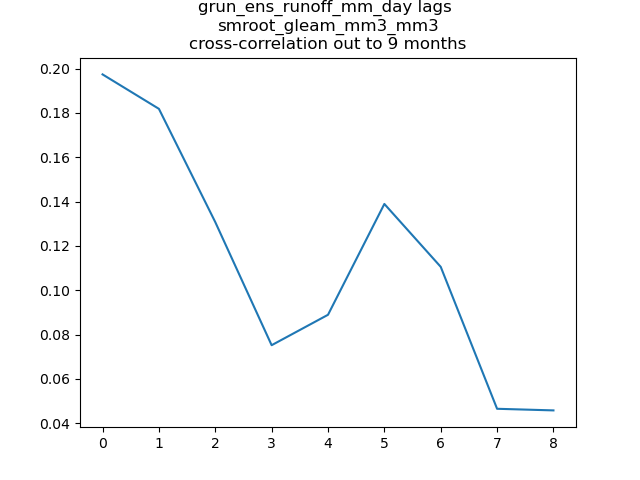 grun_ens_runoff_mm_day lags
smroot_gleam_mm3_mm3
cross-correlation out to 9 months
0.20
0.18
0.16
0.14
0.12
0.10
0.08
0.06
0.04
0 1 2 3 4 5 6 7 8